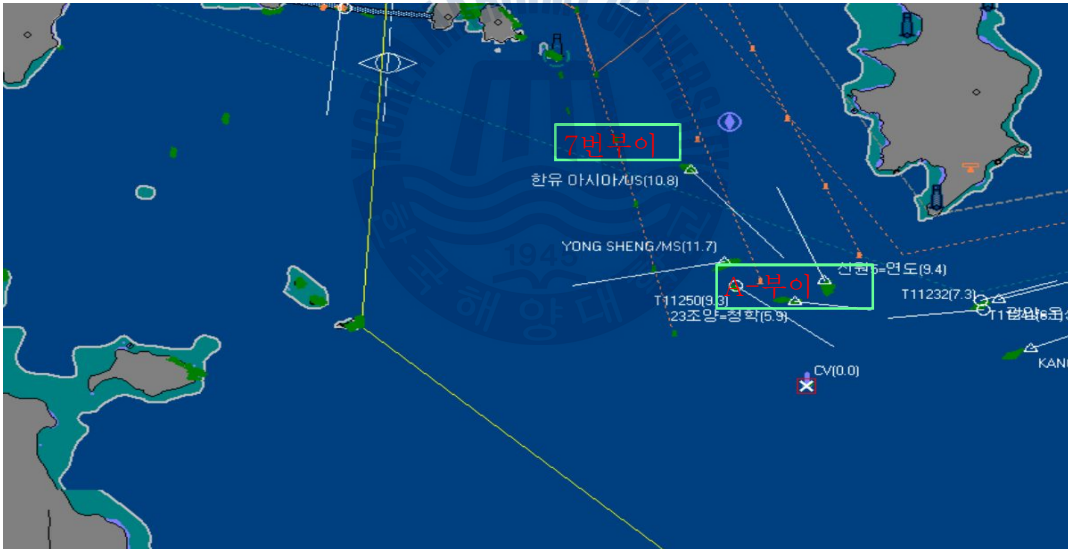 7번부이
한유 아시아/US(10.8)
YONG SHENG/MS(11.7)
A-부이
신원5=연도(9.4)
T11250(9.3)
23조양=청학(5.9)
T11232(7.3)
CV(0.0)
1945